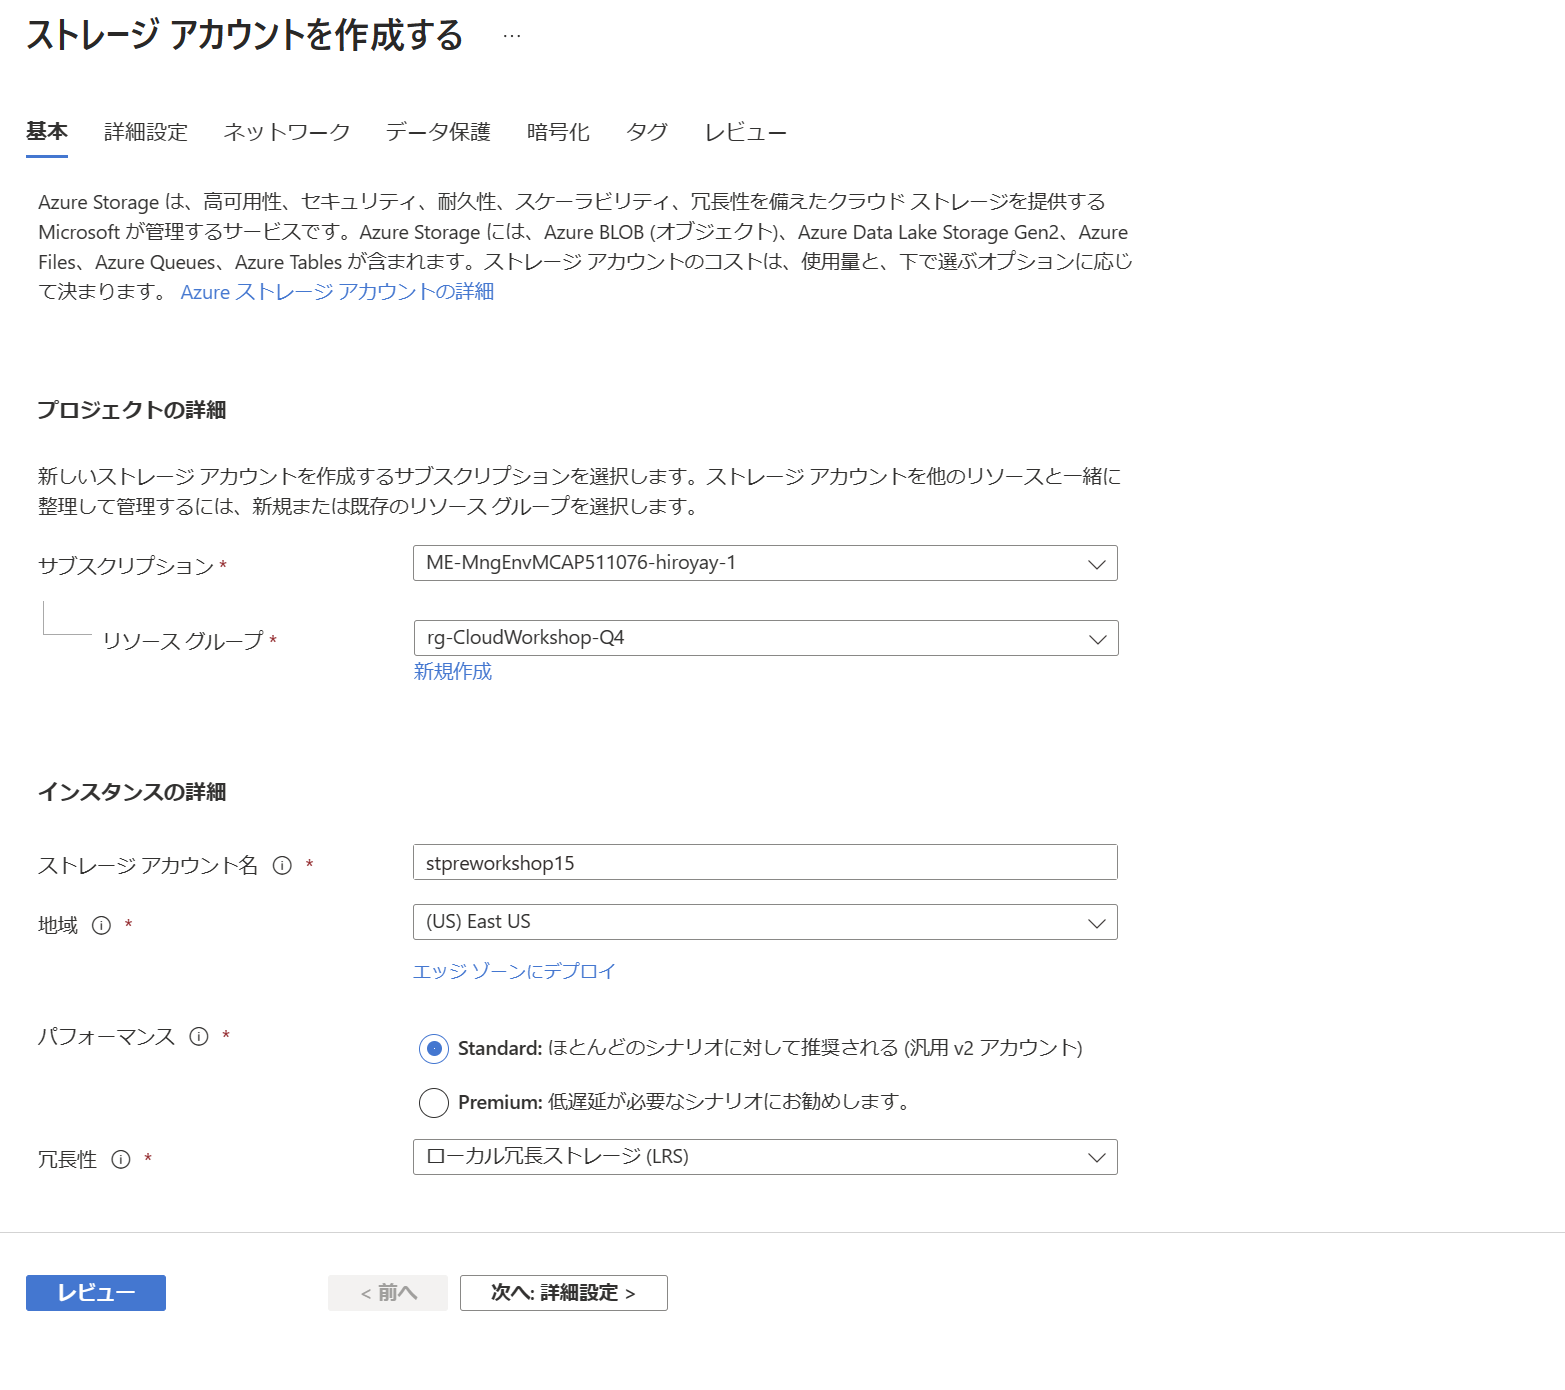 ストレージ アカウントを作成する ...
基本 詳細設定 ネットワーク データ保護 暗号化 タグ レビュー
Azure Storage は、高可用性、セキュリティ、耐久性、スケーラビリティ、冗長性を備えたクラウド ストレージを提供する
Microsoft が管理するサービスです。Azure Storage には、Azure BLOB (オブジェクト)、Azure Data Lake Storage Gen2、Azure
Files、Azure Queues、Azure Tables が含まれます。ストレージ アカウントのコストは、使用量と、下で選ぶオプションに応じ
て決まります。 Azure ストレージ アカウントの詳細
プロジェクトの詳細
新しいストレージ アカウントを作成するサブスクリプションを選択します。ストレージ アカウントを他のリソースと一緒に
整理して管理するには、新規または既存のリソース グループを選択します。
サブスクリプション * ME-MngEnvMCAP511076-hiroyay-1
リソース グループ * rg-CloudWorkshop-Q4
新規作成
インスタンスの詳細
ストレージ アカウント名 * stpreworkshop15
地域 * (US) East US
エッジ ゾーンにデプロイ
パフォーマンス * Standard: ほとんどのシナリオに対して推奨される (汎用 v2 アカウント)
Premium: 低遅延が必要なシナリオにお勧めします。
冗長性 * ローカル冗長ストレージ (LRS)
レビュー < 前へ 次へ: 詳細設定 >